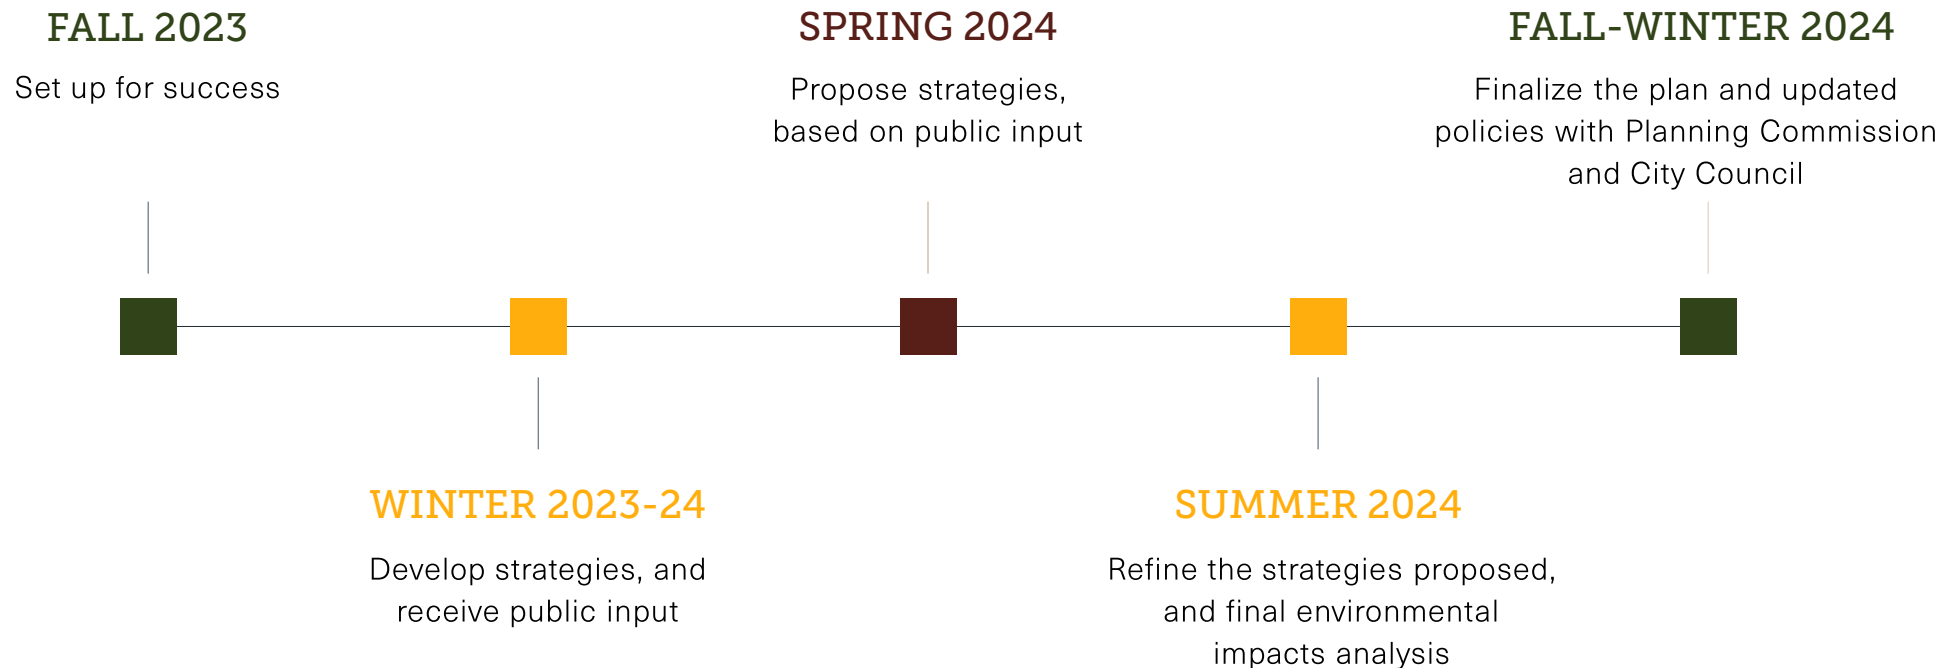 FALL 2023
Set up for success
SPRING 2024
Propose strategies,
based on public input
FALL-WINTER 2024
Finalize the plan and updated
policies with Planning Commission
and City Council
WINTER 2023-24
Develop strategies, and
receive public input
SUMMER 2024
Refine the strategies proposed,
and final environmental
impacts analysis